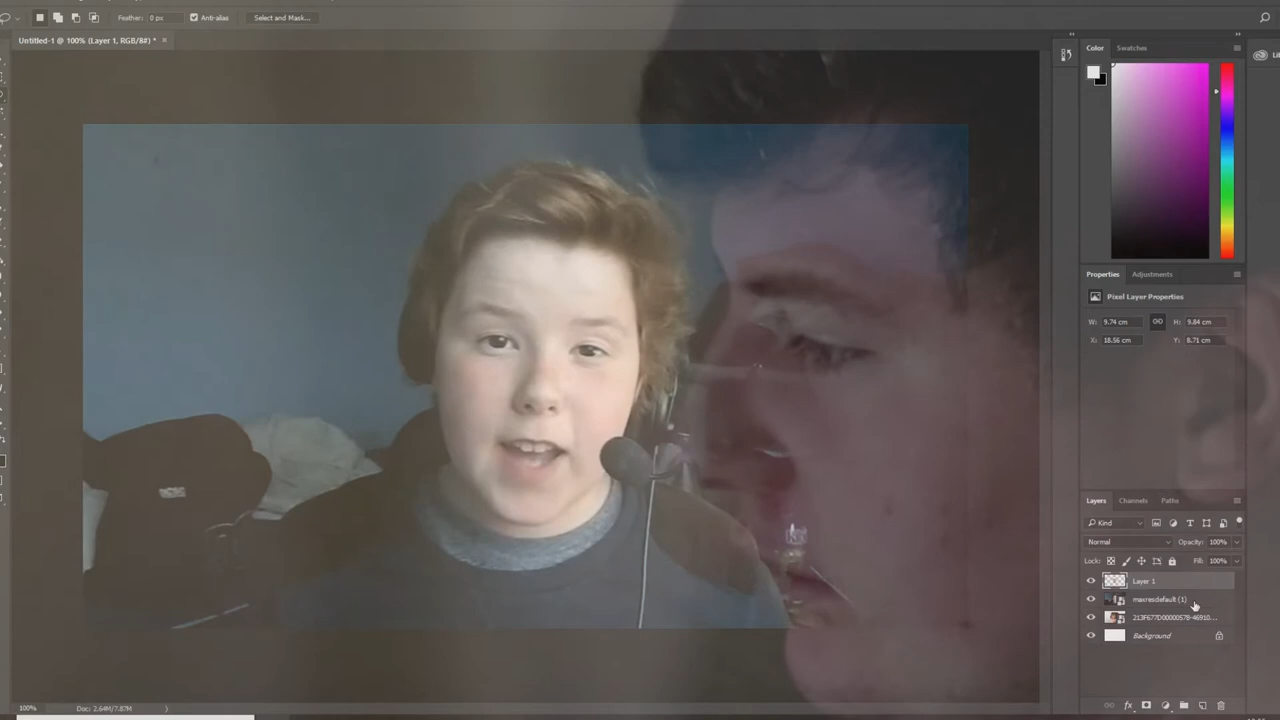 Feather: 0 px Anti-alias Select and Mask...
Untitled-1 @ 100% (Layer 1, RGB/8#) *
Color Swatches
Properties Adjustments
Pixel Layer Properties
W: 9.74 cm H: 9.84 cm
X: 18.56 cm Y: 8.71 cm
Layers Channels Paths
Kind
Normal Opacity: 100%
Lock: Fill: 100%
Layer 1
maxresdefault (1)
213F677D00000578-46910...
Background
100% Doc: 2.64M/7.87M